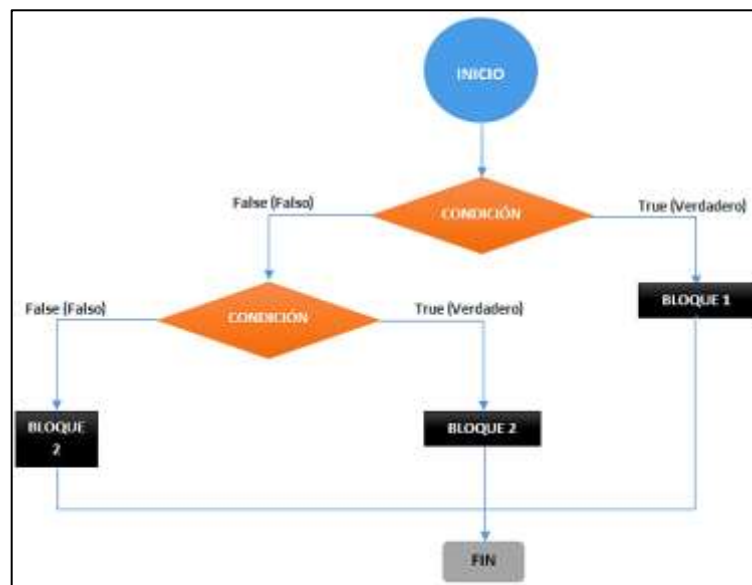 INICIO
False (Falso)
CONDICIÓN
True (Verdadero)
BLOQUE 1
False (Falso)
CONDICIÓN
True (Verdadero)
BLOQUE
2
BLOQUE 2
FIN